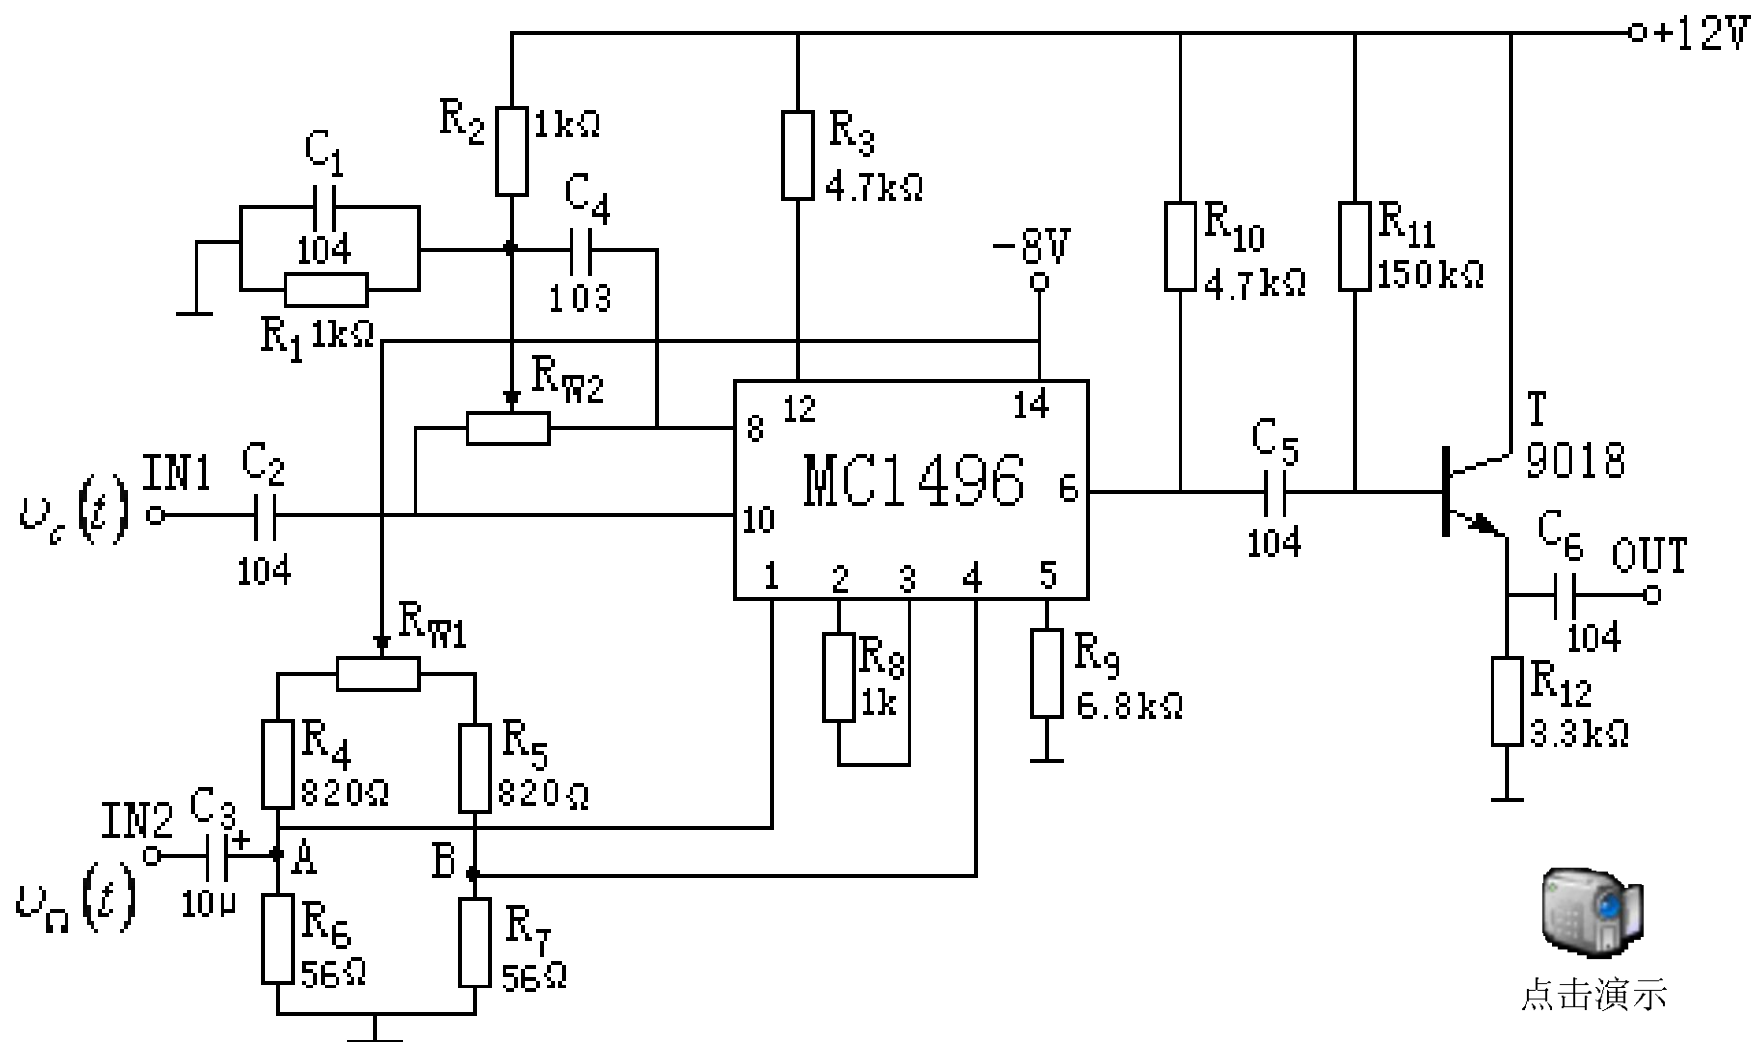 +12V
R2 1kΩ
R3
4.7kΩ
C1
104
R1 1kΩ
C4
103
-8V
R10
4.7kΩ
R11
150kΩ
RW2
12
14
8
MC1496
6
10
1 2 3 4 5
IN1
C2
υc(t)
104
C5
104
T
9018
C6
OUT
104
RW1
R8
1k
R9
6.8kΩ
R12
3.3kΩ
R4
820Ω
R5
820Ω
IN2
C3
+
A
B
υΩ(t)
10μ
R6
56Ω
R7
56Ω
点击演示